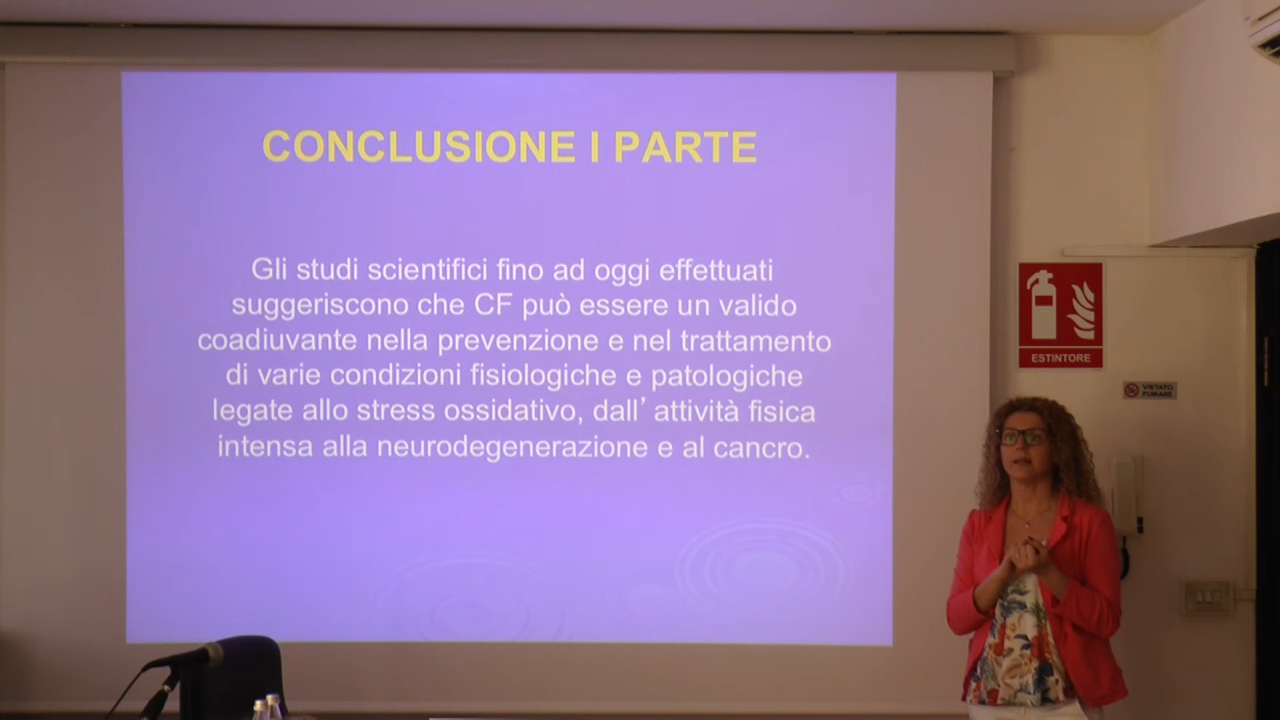 CONCLUSIONE I PARTE
Gli studi scientifici fino ad oggi effettuati
suggeriscono che CF può essere un valido
coadiuvante nella prevenzione e nel trattamento
di varie condizioni fisiologiche e patologiche
legate allo stress ossidativo, dall’attività fisica
intensa alla neurodegenerazione e al cancro.
ESTINTORE
VIETATO
FUMARE